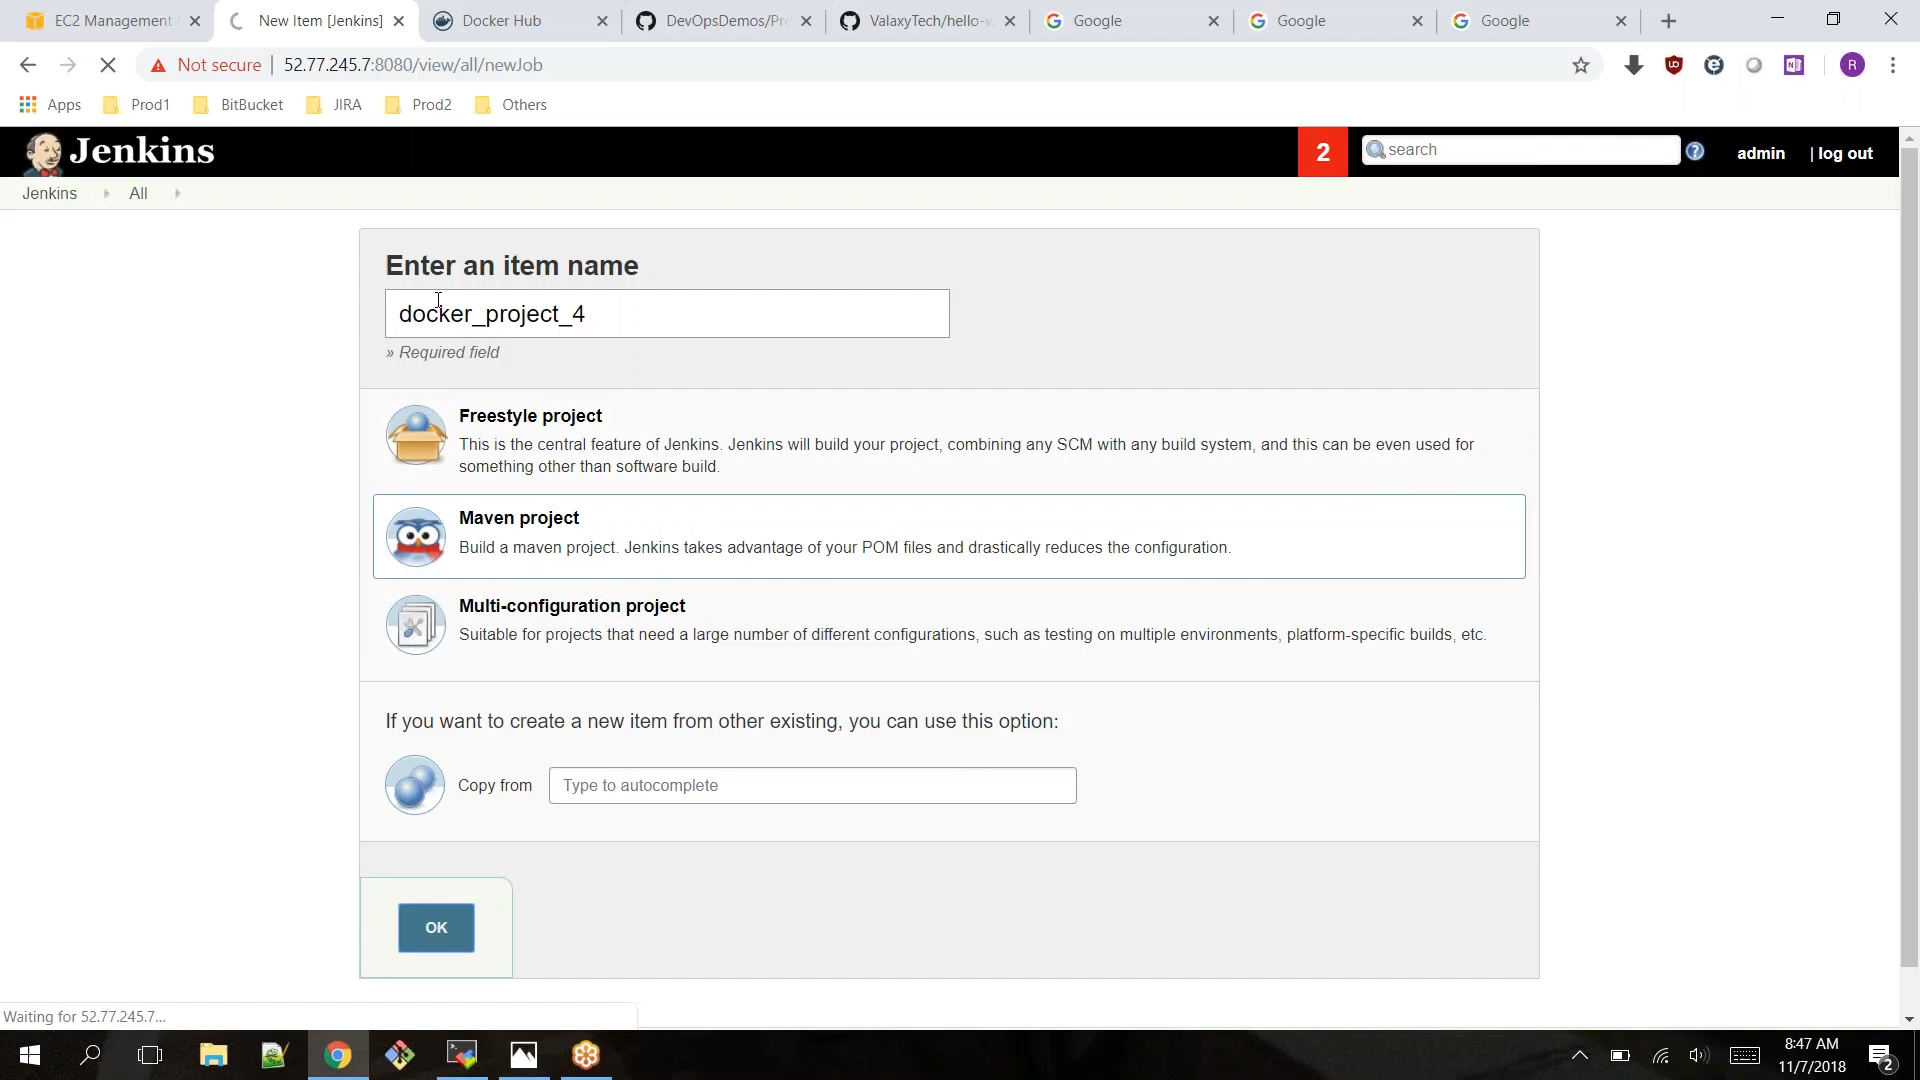 EC2 Management
New Item [Jenkins]
Docker Hub
DevOpsDemos/Pr
ValaxyTech/hello-w
Google
Google
Google
Not secure
52.77.245.7:8080/view/all/newJob
R
Apps
Prod1
BitBucket
JIRA
Prod2
Others
Jenkins
2
search
admin
| log out
Jenkins
All
Enter an item name
docker_project_4
» Required field
Freestyle project
This is the central feature of Jenkins. Jenkins will build your project, combining any SCM with any build system, and this can be even used for
something other than software build.
Maven project
Build a maven project. Jenkins takes advantage of your POM files and drastically reduces the configuration.
Multi-configuration project
Suitable for projects that need a large number of different configurations, such as testing on multiple environments, platform-specific builds, etc.
If you want to create a new item from other existing, you can use this option:
Copy from
Type to autocomplete
OK
Waiting for 52.77.245.7...
8:47 AM
11/7/2018
2